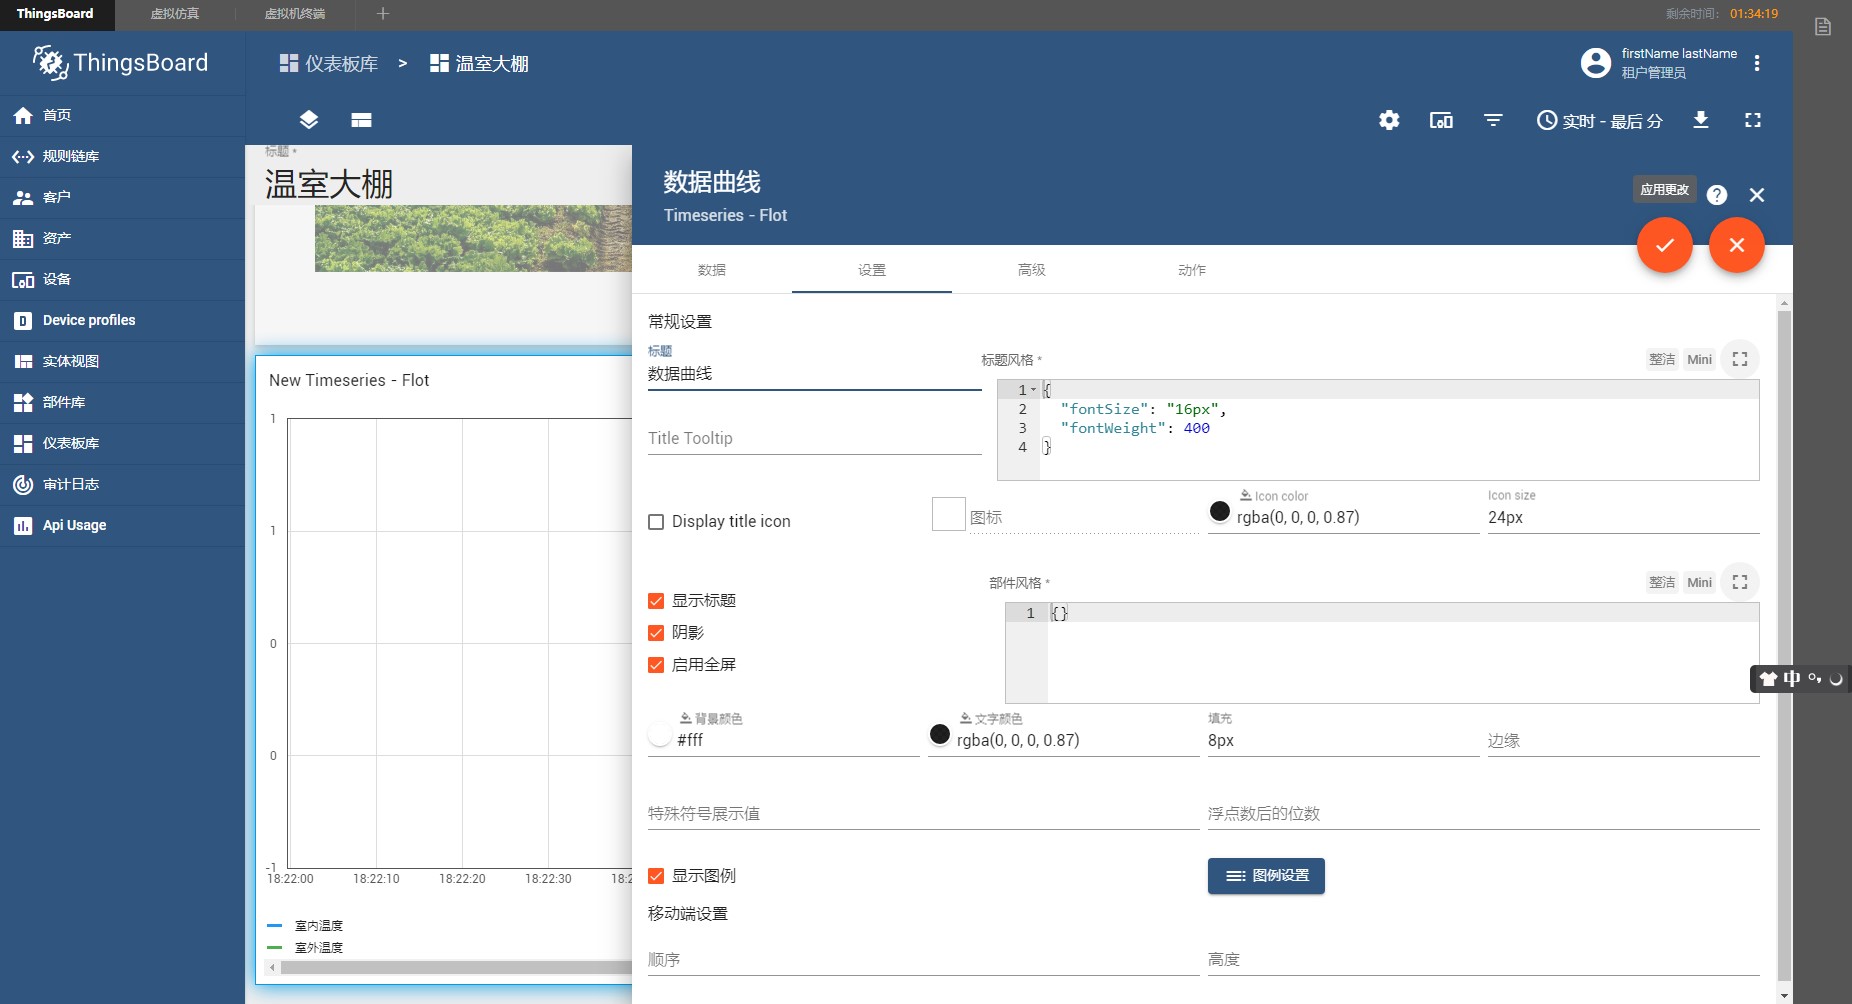 ThingsBoard
虚拟仿真
虚拟机终端
剩余时间:
01:34:19
ThingsBoard
仪表板库
>
温室大棚
firstName lastName
租户管理员
首页
规则链库
客户
资产
设备
Device profiles
实体视图
部件库
仪表板库
审计日志
Api Usage
实时 - 最后 分
标题 *
温室大棚
New Timeseries - Flot
1
1
0
0
-1
18:22:00
18:22:10
18:22:20
18:22:30
18:2
室内温度
室外温度
数据曲线
Timeseries - Flot
应用更改
数据
设置
高级
动作
常规设置
标题
数据曲线
标题风格 *
整洁
Mini
1 {
2 "fontSize": "16px",
3 "fontWeight": 400
4 }
Title Tooltip
Display title icon
图标
Icon color
rgba(0, 0, 0, 0.87)
Icon size
24px
显示标题
阴影
启用全屏
部件风格 *
整洁
Mini
1 {}
背景颜色
#fff
文字颜色
rgba(0, 0, 0, 0.87)
填充
8px
边缘
特殊符号展示值
浮点数后的位数
显示图例
图例设置
移动端设置
顺序
高度
中